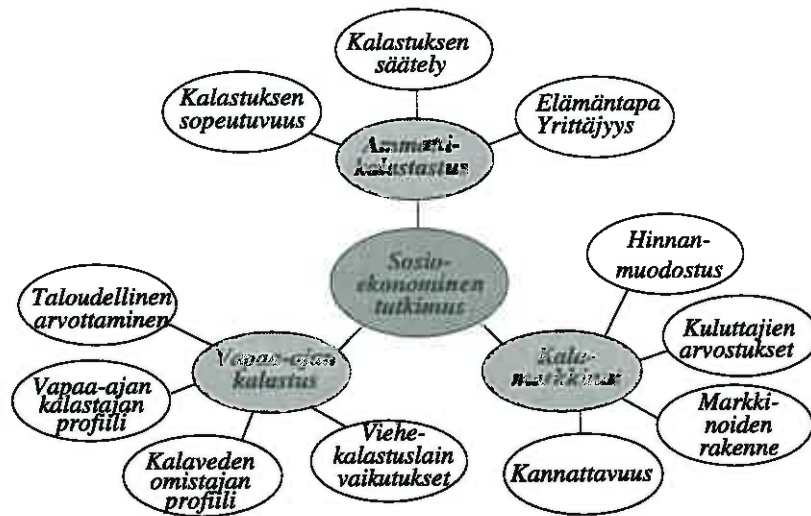 Kalastuksen
säätely
Kalastuksen
sopeutuvuus
Elämäntapa
Yrittäjyys
Ammatti-
kalastastus
Sosio-
ekonominen
tutkimus
Hinnan-
muodostus
Taloudellinen
arvottaminen
Kuluttajien
arvostukset
Vapaa-ajan
kalastus
Kala-
markkinat
Vapaa-ajan
kalastajan
profiili
Markki-
noiden
rakenne
Viehe-
kalastuslain
vaikutukset
Kalaveden
omistajan
profiili
Kannattavuus